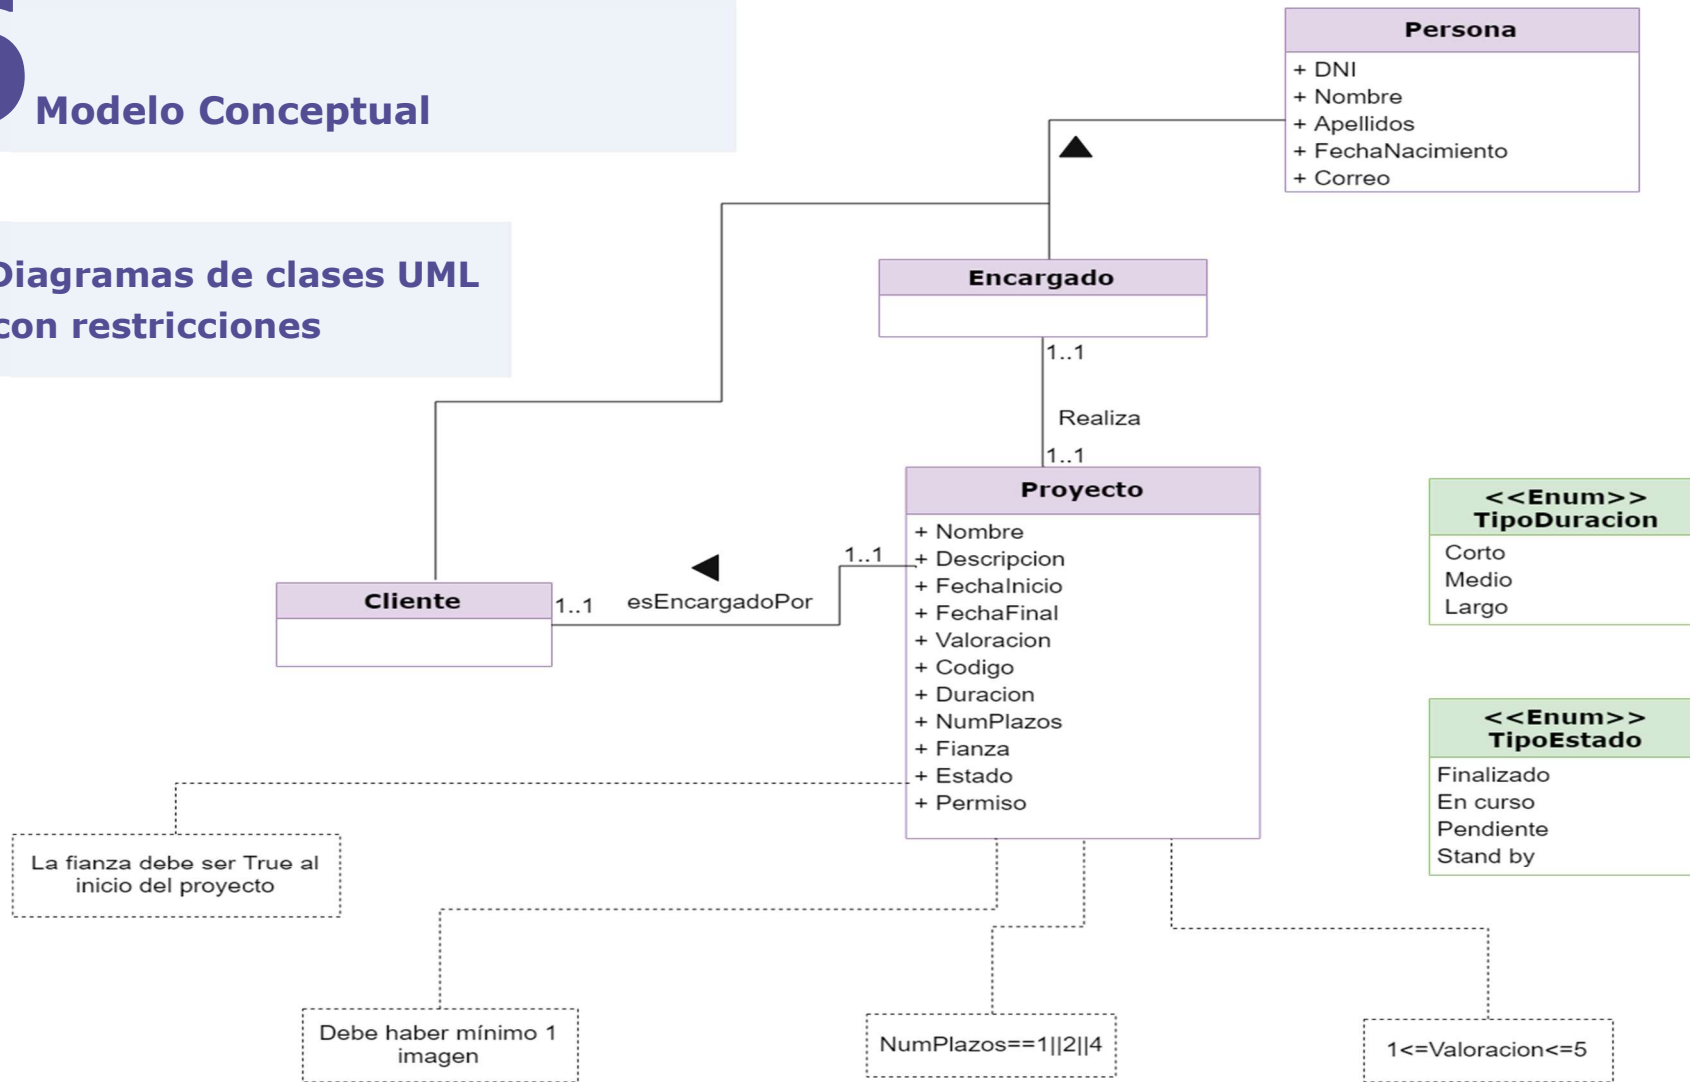 Modelo Conceptual
Diagramas de clases UML
con restricciones
Persona
+ DNI
+ Nombre
+ Apellidos
+ FechaNacimiento
+ Correo
Encargado
1..1
Realiza
1..1
Proyecto
+ Nombre
+ Descripcion
+ FechaInicio
+ FechaFinal
+ Valoracion
+ Codigo
+ Duracion
+ NumPlazos
+ Fianza
+ Estado
+ Permiso
1..1
esEncargadoPor
1..1
Cliente
<<Enum>>
TipoDuracion
Corto
Medio
Largo
<<Enum>>
TipoEstado
Finalizado
En curso
Pendiente
Stand by
La fianza debe ser True al
inicio del proyecto
Debe haber mínimo 1
imagen
NumPlazos==1||2||4
1<=Valoracion<=5